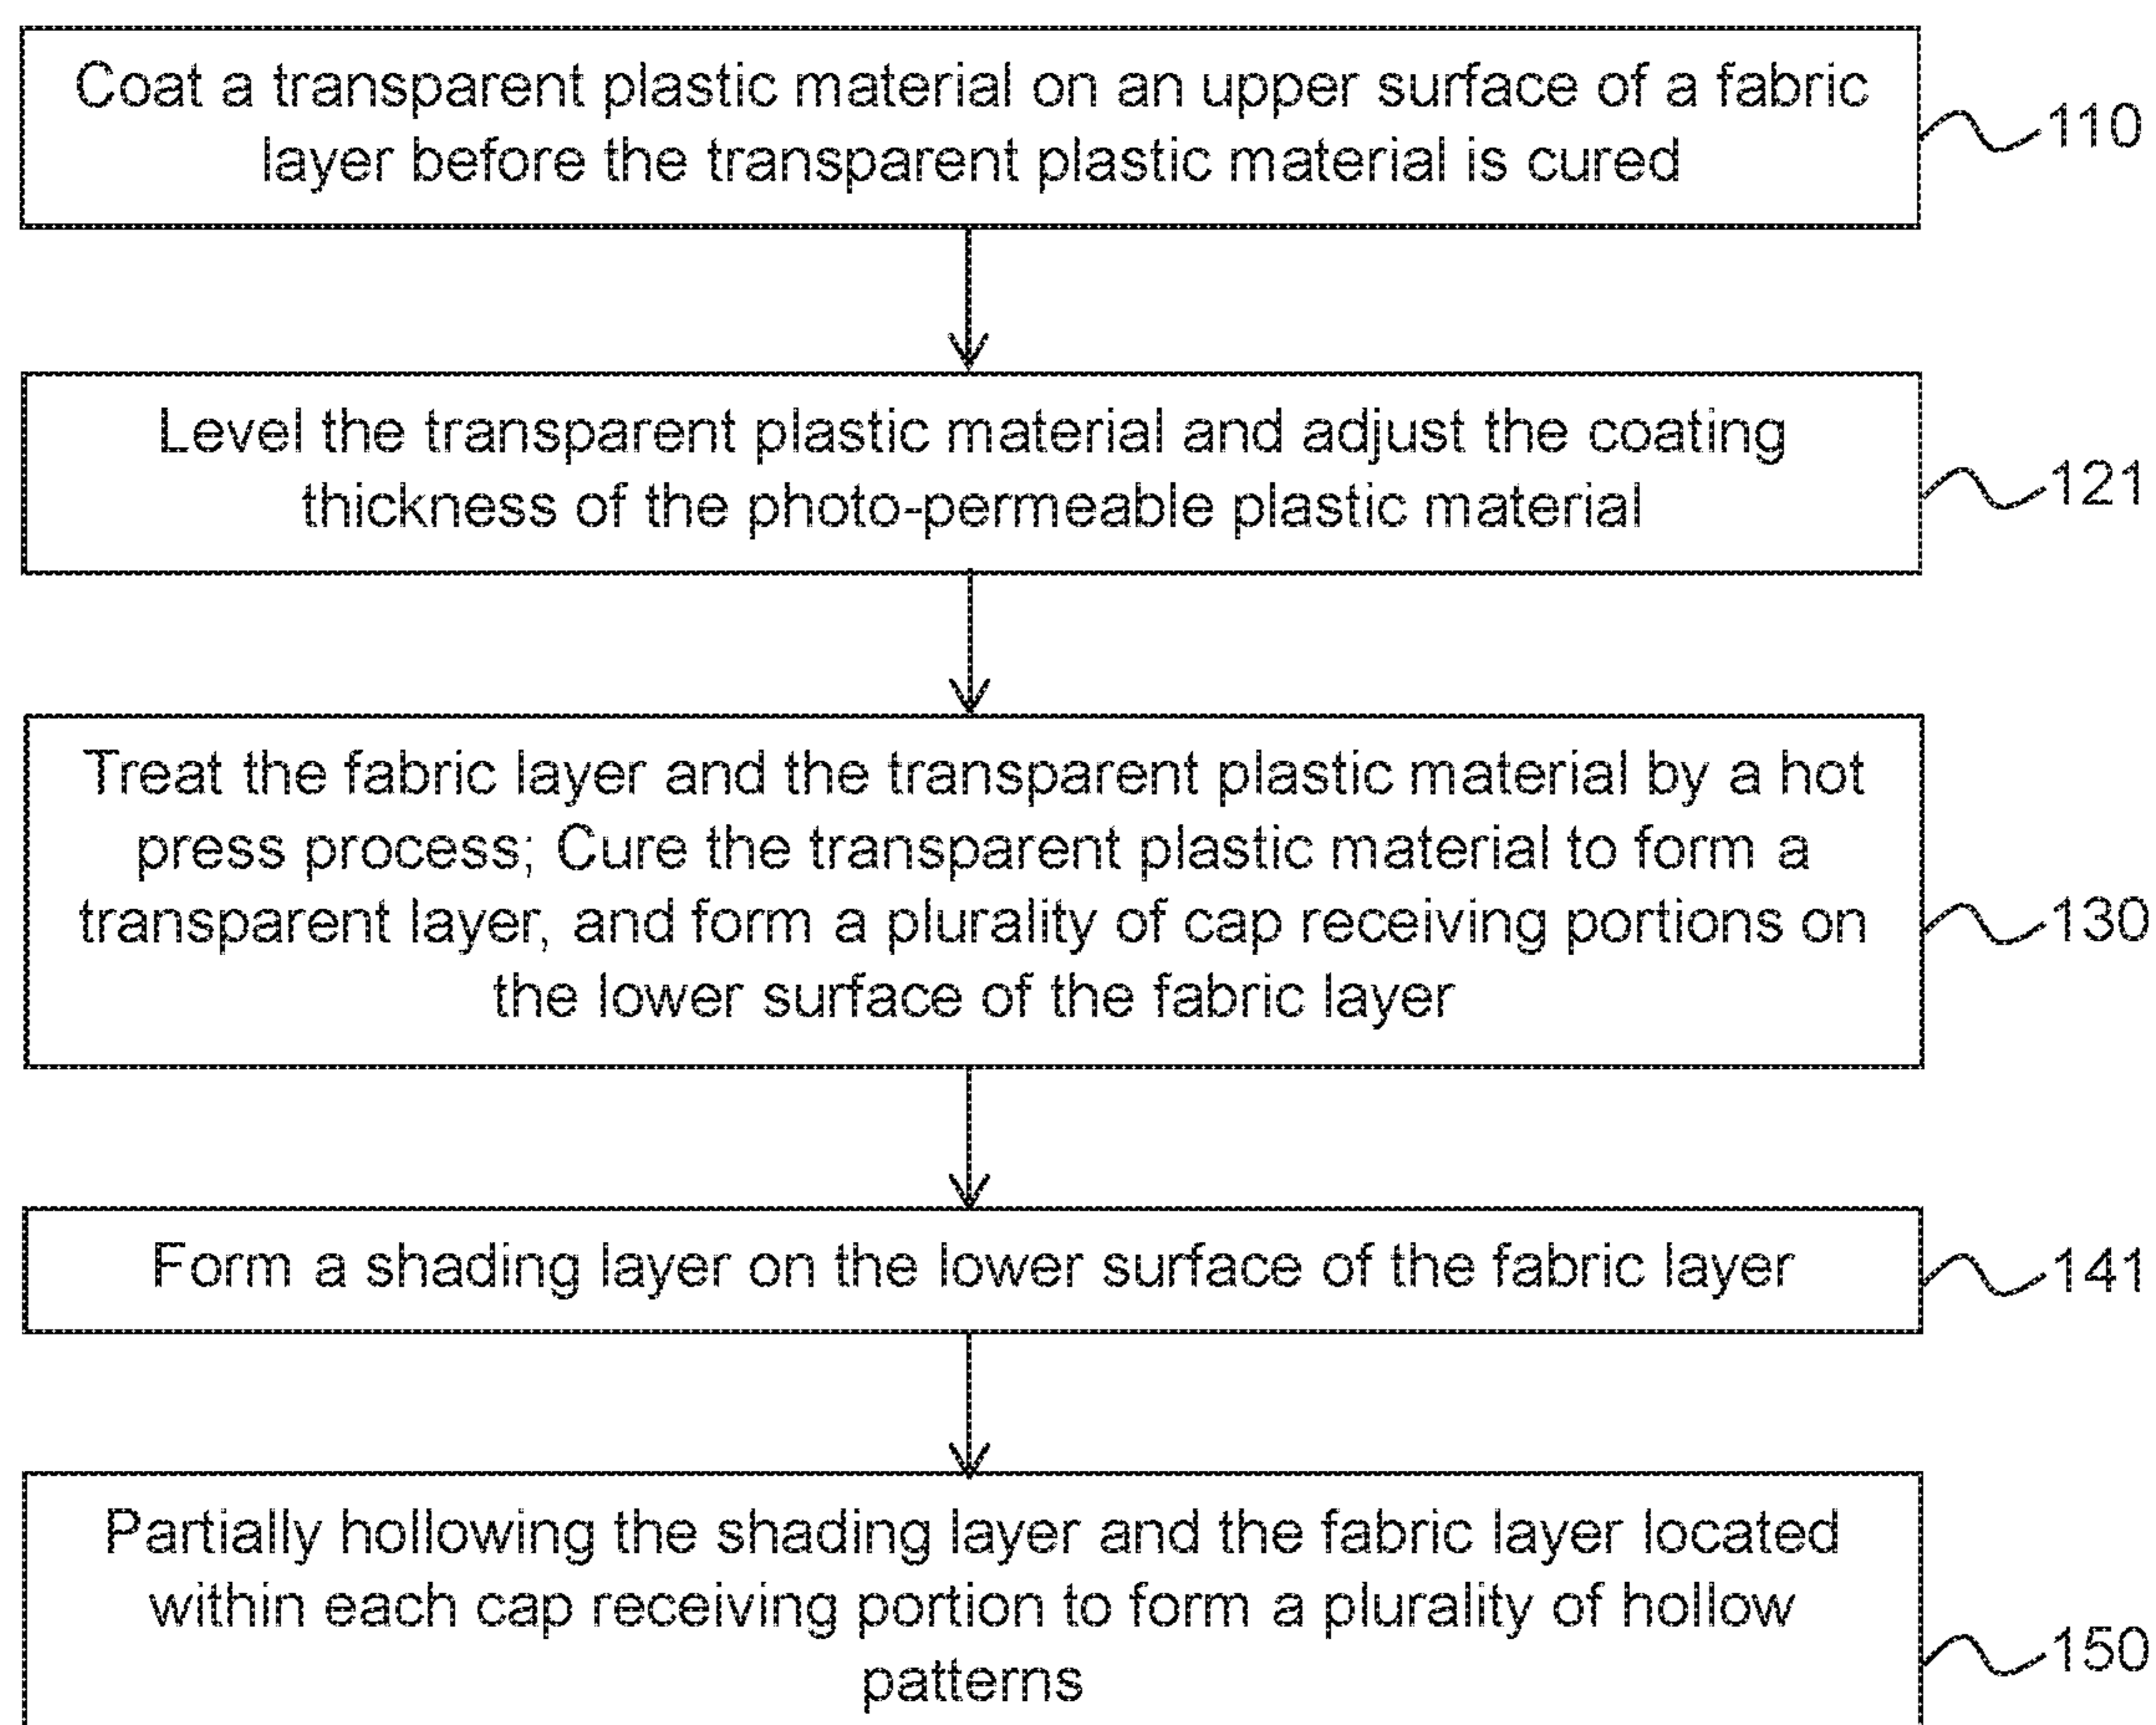 Coat a transparent plastic material on an upper surface of a fabric
layer before the transparent plastic material is cured
110
Level the transparent plastic material and adjust the coating
thickness of the photo-permeable plastic material
121
Treat the fabric layer and the transparent plastic material by a hot
press process; Cure the transparent plastic material to form a
transparent layer, and form a plurality of cap receiving portions on
the lower surface of the fabric layer
130
Form a shading layer on the lower surface of the fabric layer
141
Partially hollowing the shading layer and the fabric layer located
within each cap receiving portion to form a plurality of hollow
patterns
150